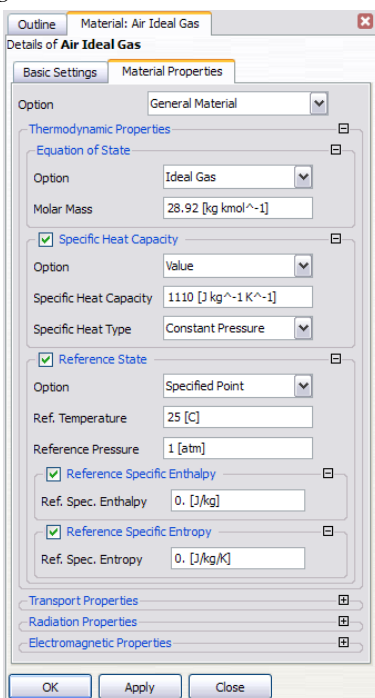 Outline Material: Air Ideal Gas
Details of Air Ideal Gas
Basic Settings Material Properties
Option General Material
Thermodynamic Properties
Equation of State
Option Ideal Gas
Molar Mass 28.92 [kg kmol^-1]
Specific Heat Capacity
Option Value
Specific Heat Capacity 1110 [J kg^-1 K^-1]
Specific Heat Type Constant Pressure
Reference State
Option Specified Point
Ref. Temperature 25 [C]
Reference Pressure 1 [atm]
Reference Specific Enthalpy
Ref. Spec. Enthalpy 0. [J/kg]
Reference Specific Entropy
Ref. Spec. Entropy 0. [J/kg/K]
Transport Properties
Radiation Properties
Electromagnetic Properties
OK Apply Close